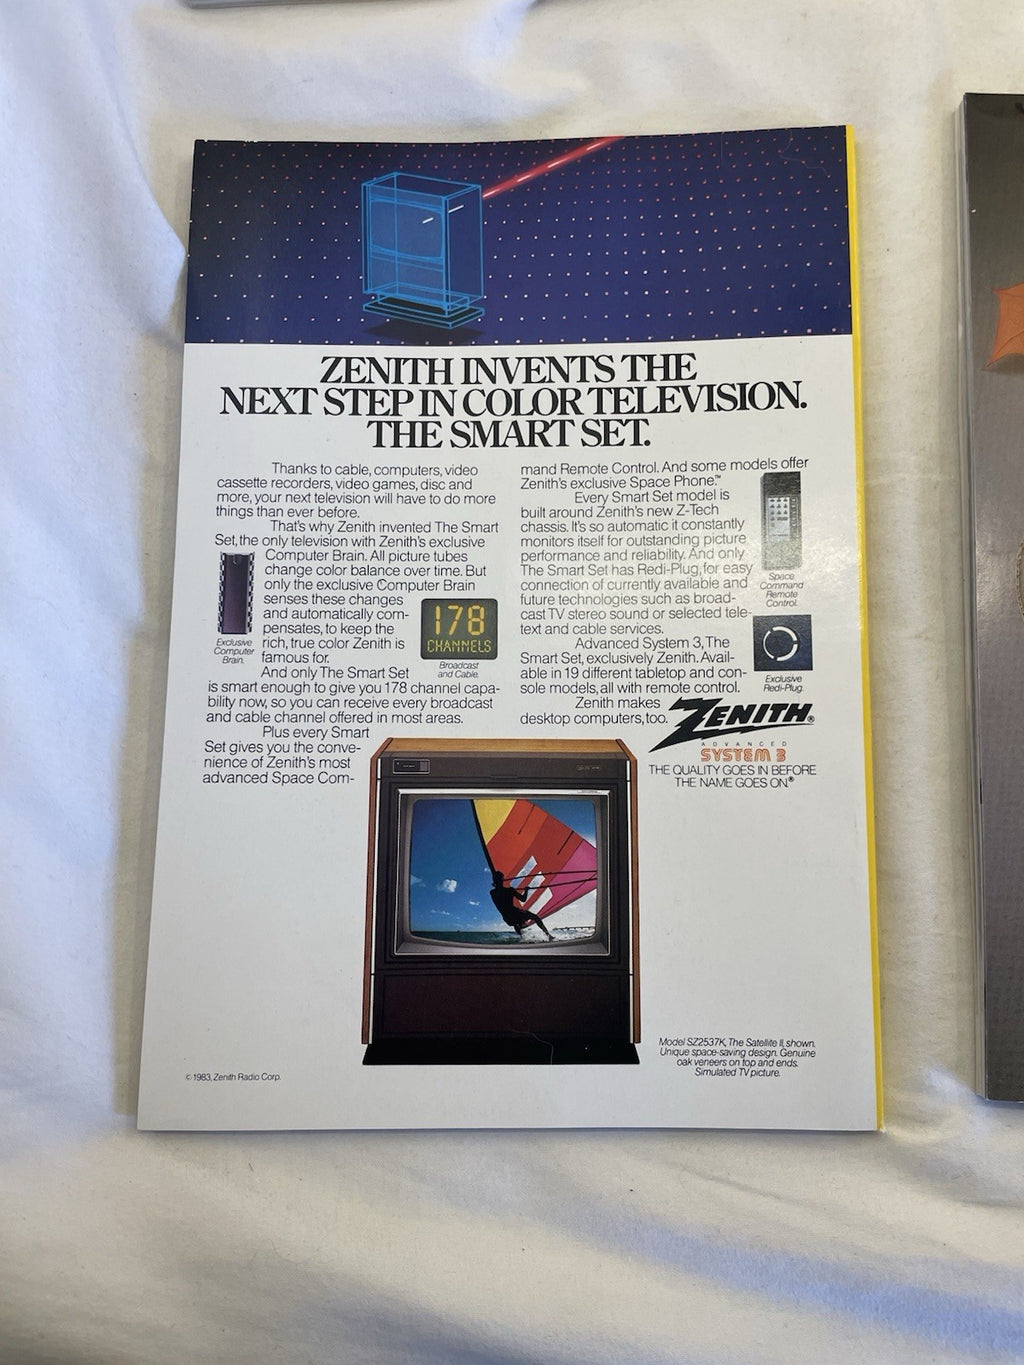 ZENITH INVENTS THE
NEXT STEP IN COLOR TELEVISION.
THE SMART SET.
Thanks to cable, computers, video
cassette recorders, video games, disc and
more, your next television will have to do more
things than ever before.
That's why Zenith invented The Smart
Set, the only television with Zenith's exclusive
Computer Brain. All picture tubes
change color balance over time. But
only the exclusive Computer Brain
senses these changes
and automatically com-
pensates, to keep the
rich, true color Zenith is
famous for.
And only The Smart Set
is smart enough to give you 178 channel capa-
bility now, so you can receive every broadcast
and cable channel offered in most areas.
Plus every Smart
Set gives you the conve-
nience of Zenith's most
advanced Space Com-
Exclusive
Computer
Brain.
178
CHANNELS
Broadcast
and Cable.
mand Remote Control. And some models offer
Zenith's exclusive Space Phone.™
Every Smart Set model is
built around Zenith's new Z-Tech
chassis. It's so automatic it constantly
monitors itself for outstanding picture
performance and reliability. And only
The Smart Set has Redi-Plug, for easy
connection of currently available and
future technologies such as broad-
cast TV stereo sound or selected tele-
text and cable services.
Advanced System 3, The
Smart Set, exclusively Zenith. Avail-
able in 19 different tabletop and con-
sole models, all with remote control.
Zenith makes
desktop computers, too.
Space
Command
Remote
Control.
Exclusive
Redi-Plug.
ZENITH®
ADVANCED
SYSTEM 3
THE QUALITY GOES IN BEFORE
THE NAME GOES ON®
Model SZ2537K, The Satellite II, shown.
Unique space-saving design. Genuine
oak veneers on top and ends.
Simulated TV picture.
© 1983, Zenith Radio Corp.